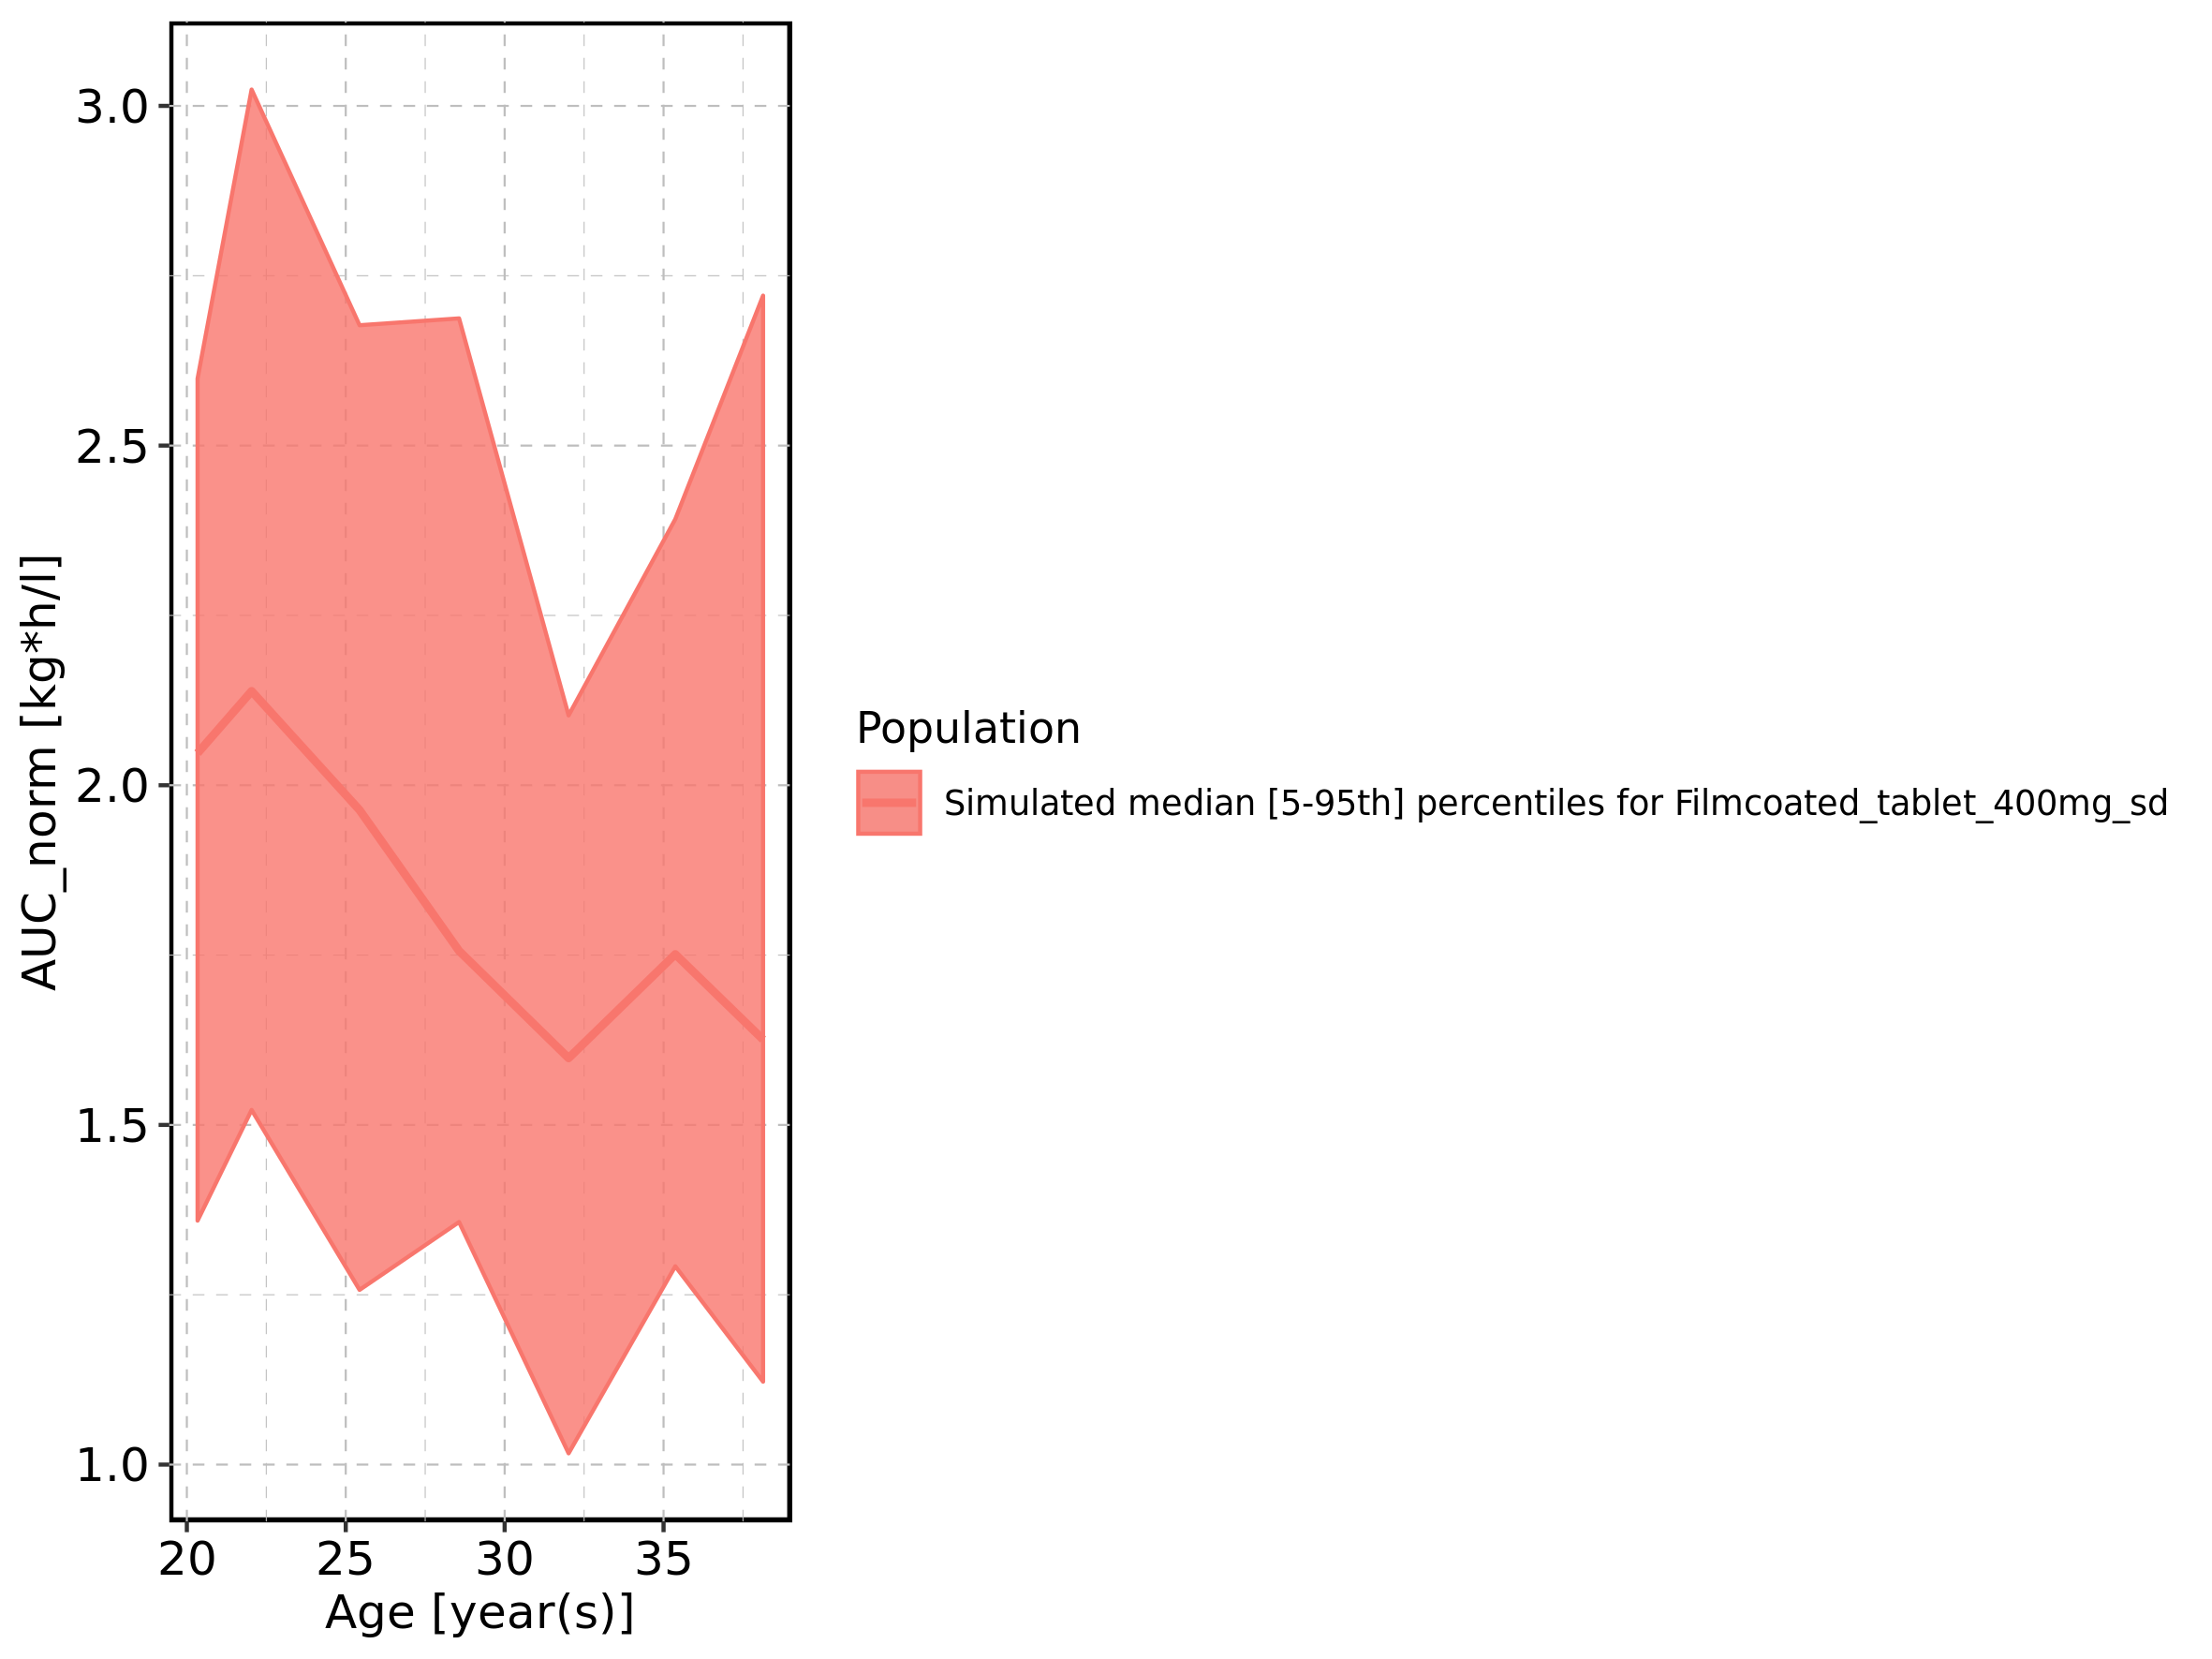 AUC_norm [kg*h/l]
3.0
2.5
2.0
1.5
1.0
20 25 30 35
Age [year(s)]
Population
Simulated median [5-95th] percentiles for Filmcoated_tablet_400mg_sd